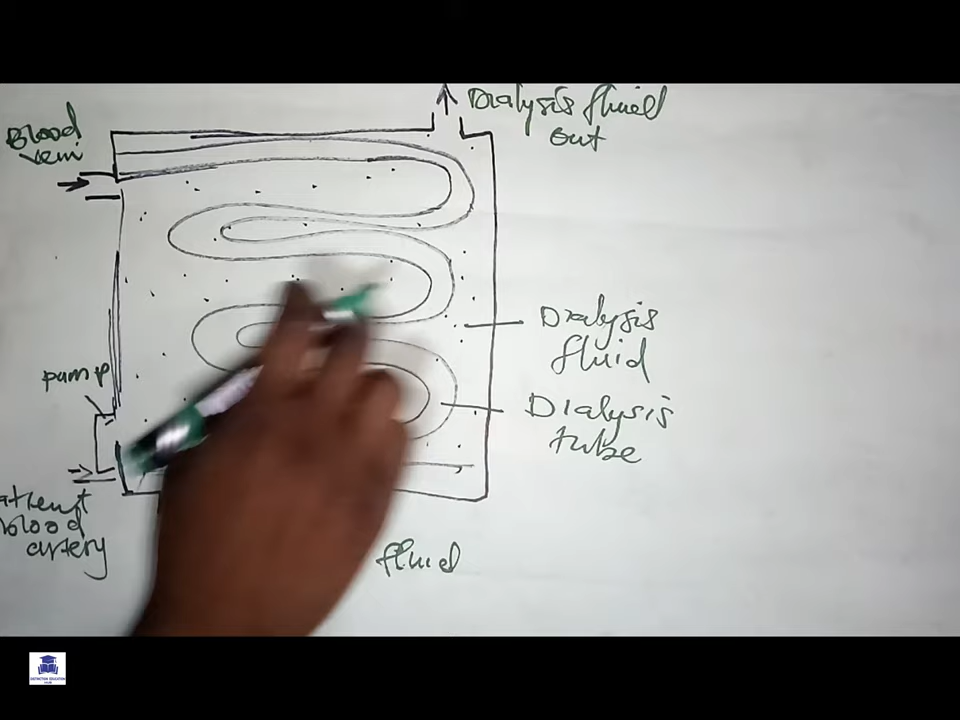 Dialysis fluid
out
Blood
vein
Dialysis
fluid
pump
Dialysis
tube
blood
artery
fluid